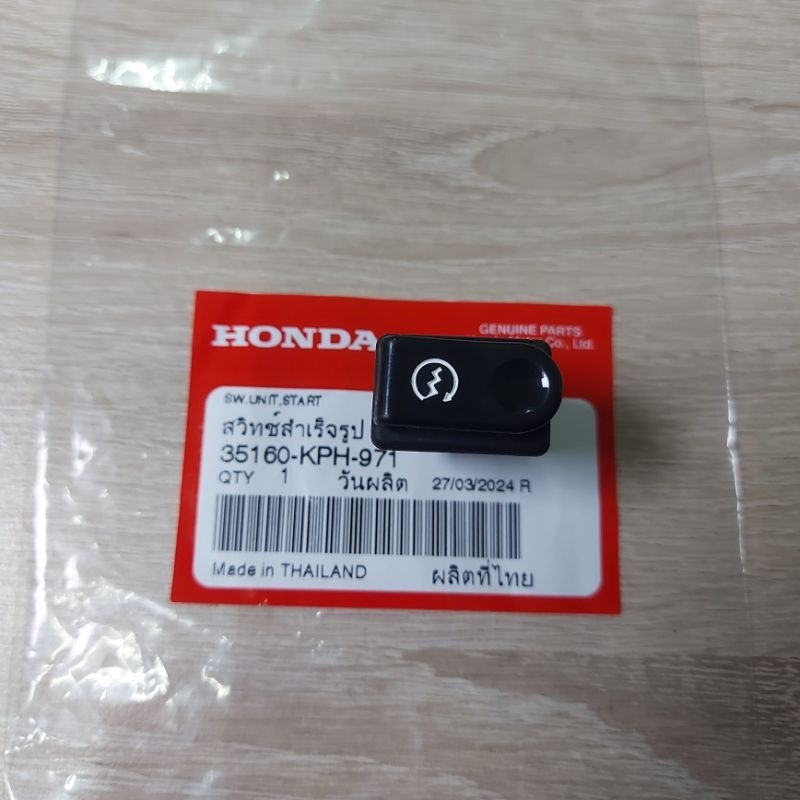 HONDA
GENUINE PARTS
Co., Ltd.
SW.UNIT,START
สวิทช์สำเร็จรูป
35160-KPH-971
QTY 1 วันผลิต 27/03/2024 R
Made in THAILAND ผลิตที่ไทย